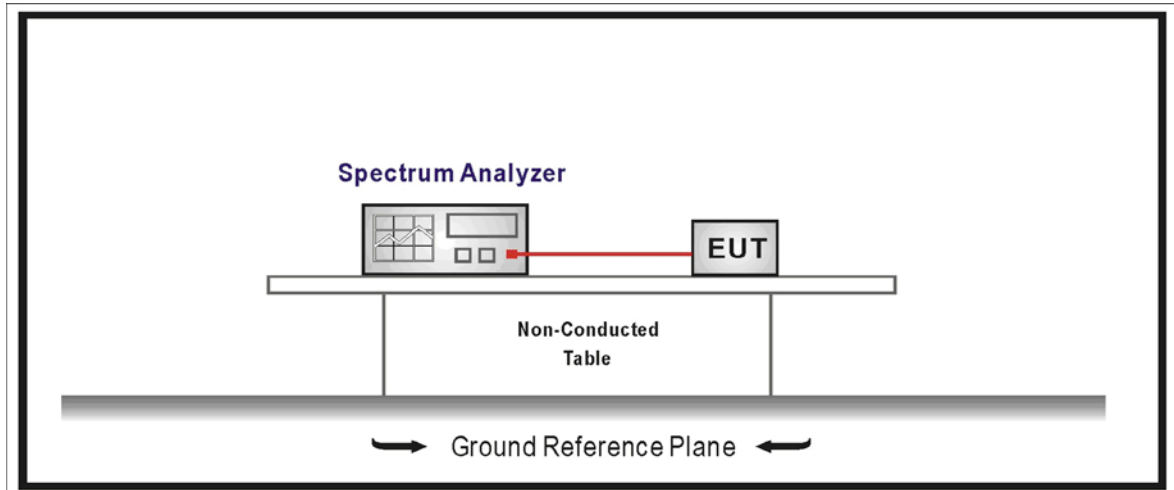 Spectrum Analyzer
EUT
Non-Conducted
Table
Ground Reference Plane